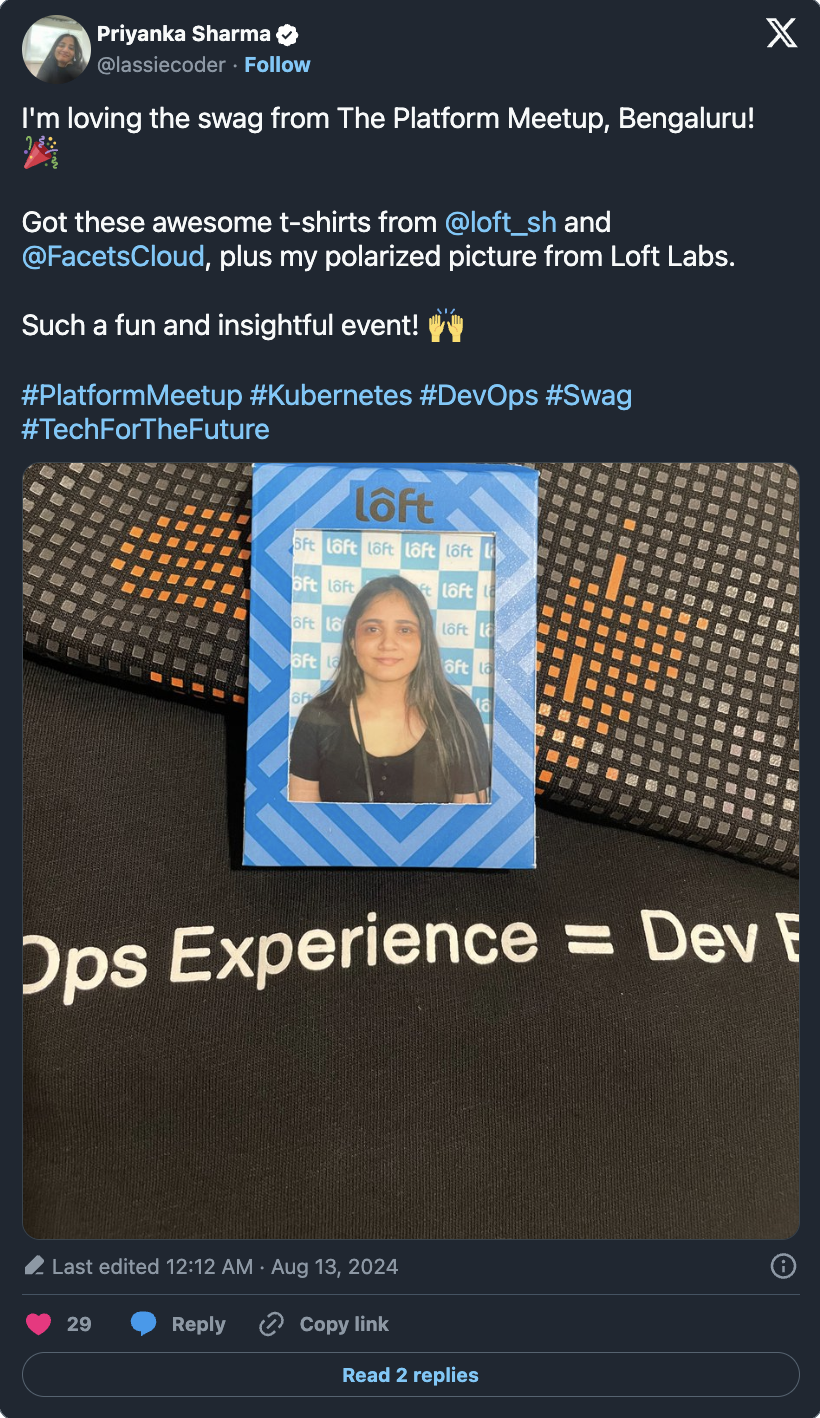 Priyanka Sharma
@lassiecoder · Follow
I'm loving the swag from The Platform Meetup, Bengaluru!
🎉
Got these awesome t-shirts from @loft_sh and
@FacetsCloud, plus my polarized picture from Loft Labs.
Such a fun and insightful event! 🙌
#PlatformMeetup #Kubernetes #DevOps #Swag
#TechForTheFuture
lôft
lôft lôft lôft lôft
lôft lôft
lôft
Ops Experience = Dev
Last edited 12:12 AM · Aug 13, 2024
29 Reply Copy link
Read 2 replies